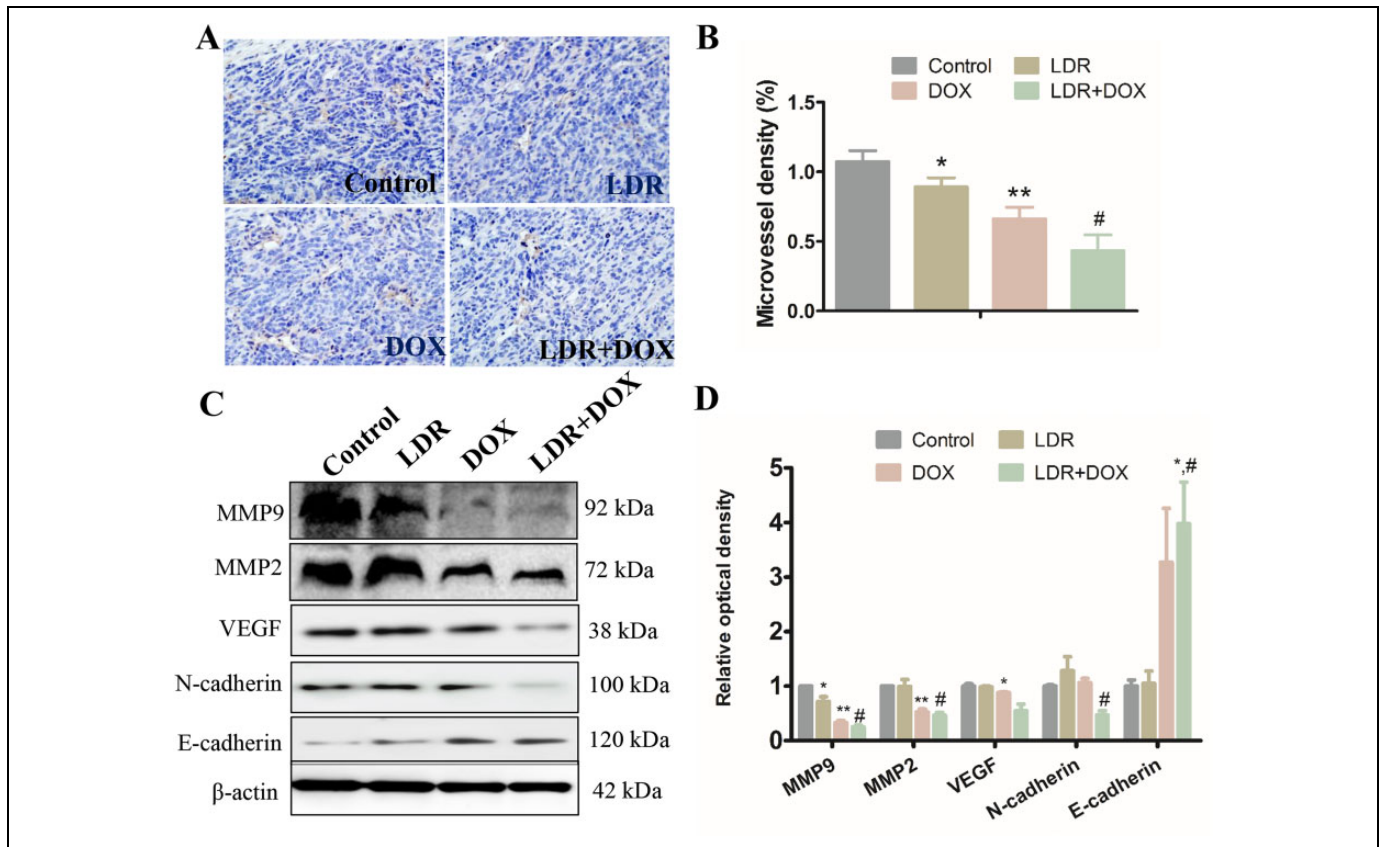 A
Control
LDR
DOX
LDR+DOX
B
Control
LDR
DOX
LDR+DOX
Microvessel density (%)
1.5
1.0
0.5
0.0
*
**
#
C
Control
LDR
DOX
LDR+DOX
MMP9
92 kDa
MMP2
72 kDa
VEGF
38 kDa
N-cadherin
100 kDa
E-cadherin
120 kDa
β-actin
42 kDa
D
Control
LDR
DOX
LDR+DOX
Relative optical density
5
4
3
2
1
0
*
**
#
**
#
*
#
*,#
MMP9
MMP2
VEGF
N-cadherin
E-cadherin